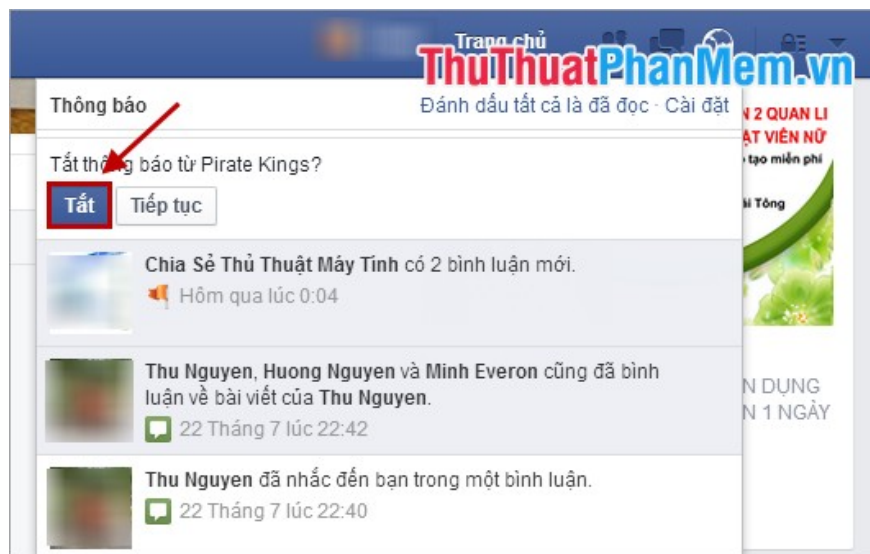 Trang chủ
ThuThuatPhanMem.vn
Thông báo
Đánh dấu tất cả là đã đọc · Cài đặt
Tắt thông báo từ Pirate Kings?
Tắt
Tiếp tục
Chia Sẻ Thủ Thuật Máy Tính có 2 bình luận mới.
Hôm qua lúc 0:04
Thu Nguyen, Huong Nguyen và Minh Everon cũng đã bình
luận về bài viết của Thu Nguyen.
22 Tháng 7 lúc 22:42
Thu Nguyen đã nhắc đến bạn trong một bình luận.
22 Tháng 7 lúc 22:40
2 QUAN LI
VIÊN NỮ
tạo miễn phí
Tông
DỤNG
1 NGÀY